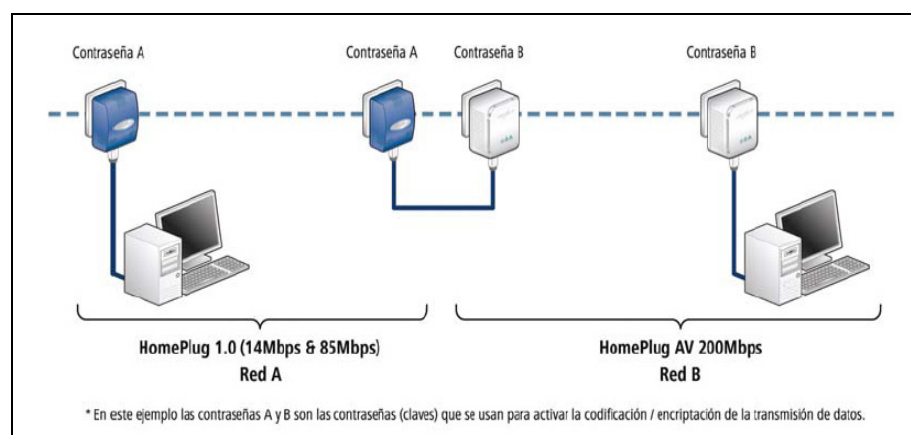 Contraseña A
Contraseña A
Contraseña B
Contraseña B
HomePlug 1.0 (14Mbps & 85Mbps)
Red A
HomePlug AV 200Mbps
Red B
* En este ejemplo las contraseñas A y B son las contraseñas (claves) que se usan para activar la codificación / encriptación de la transmisión de datos.